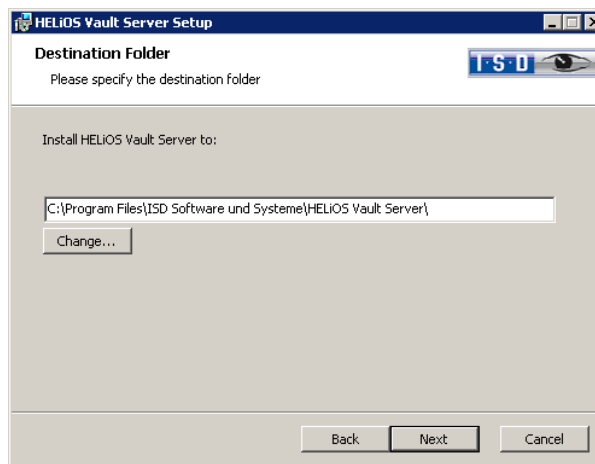 HELiOS Vault Server Setup
Destination Folder
Please specify the destination folder
I·S·D
Install HELiOS Vault Server to:
C:\Program Files\ISD Software und Systeme\HELiOS Vault Server\
Change...
Back Next Cancel